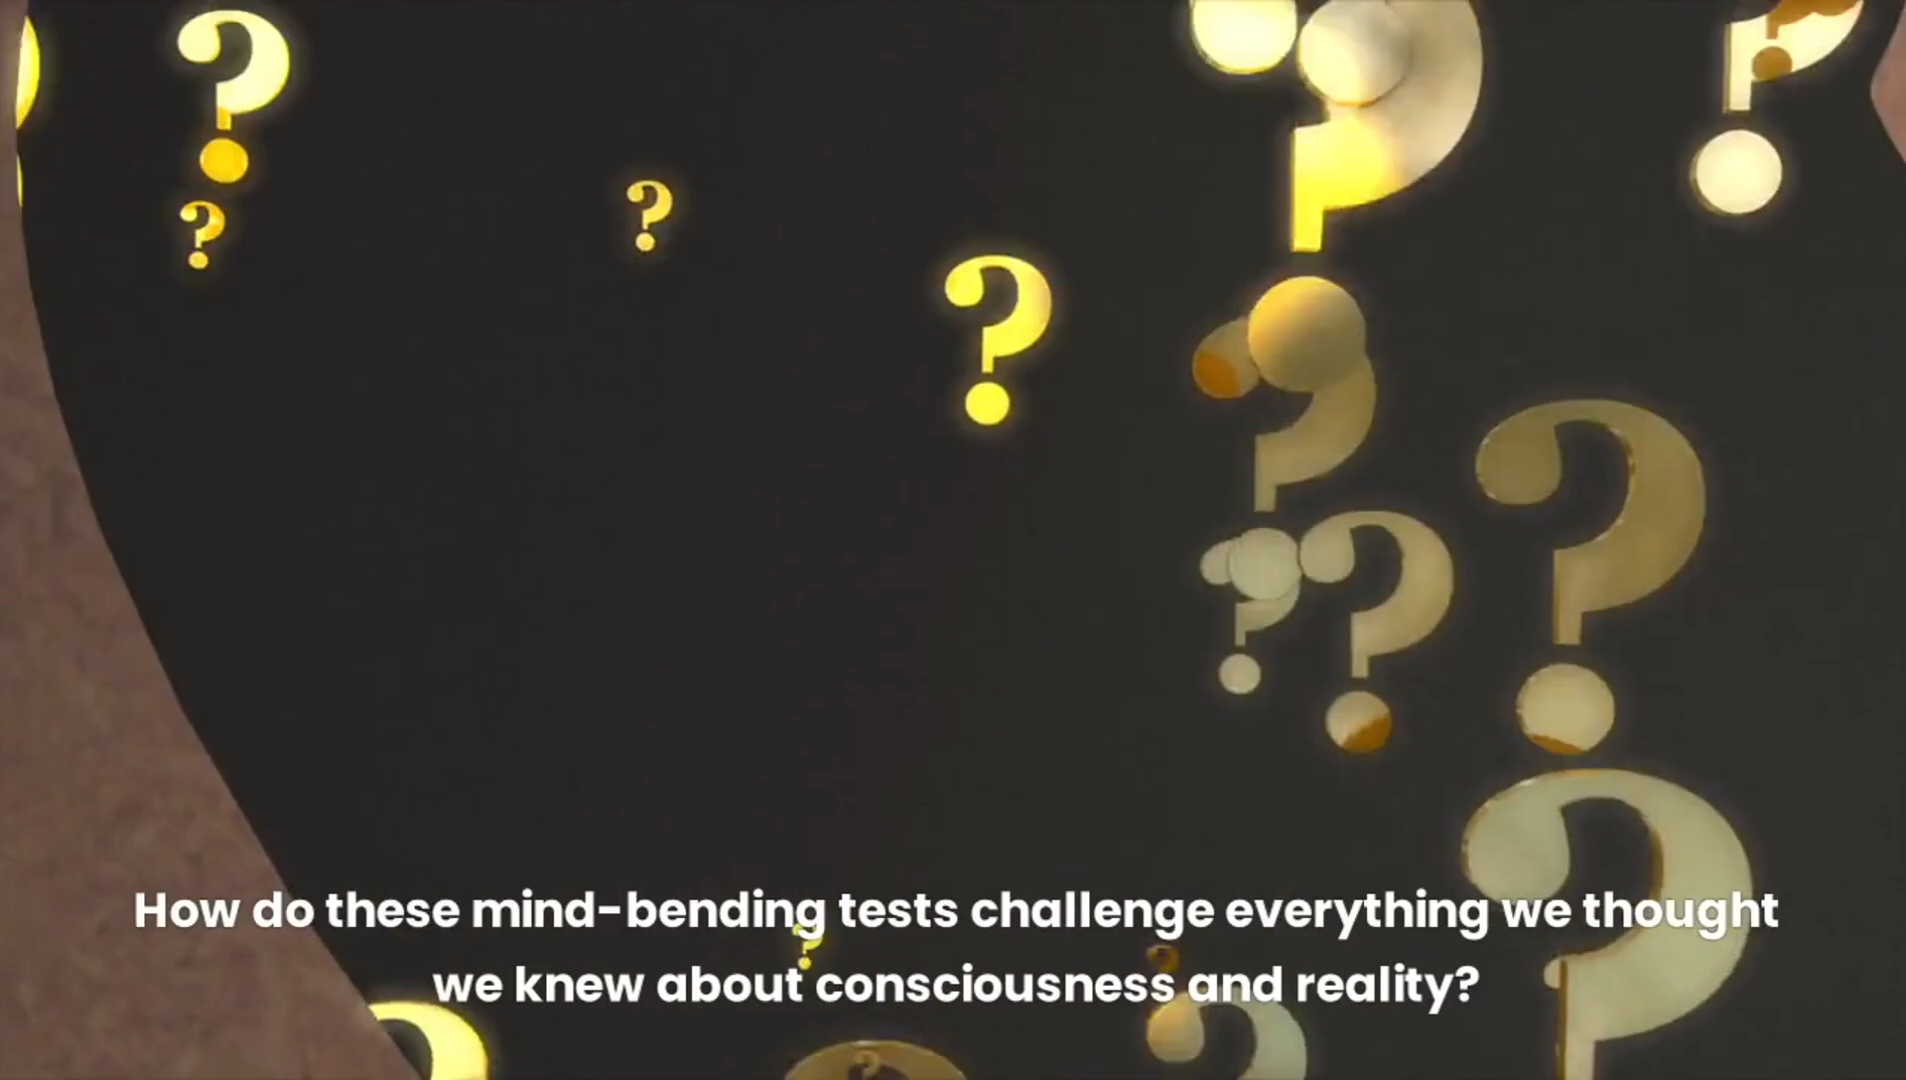 How do these mind-bending tests challenge everything we thought
we knew about consciousness and reality?